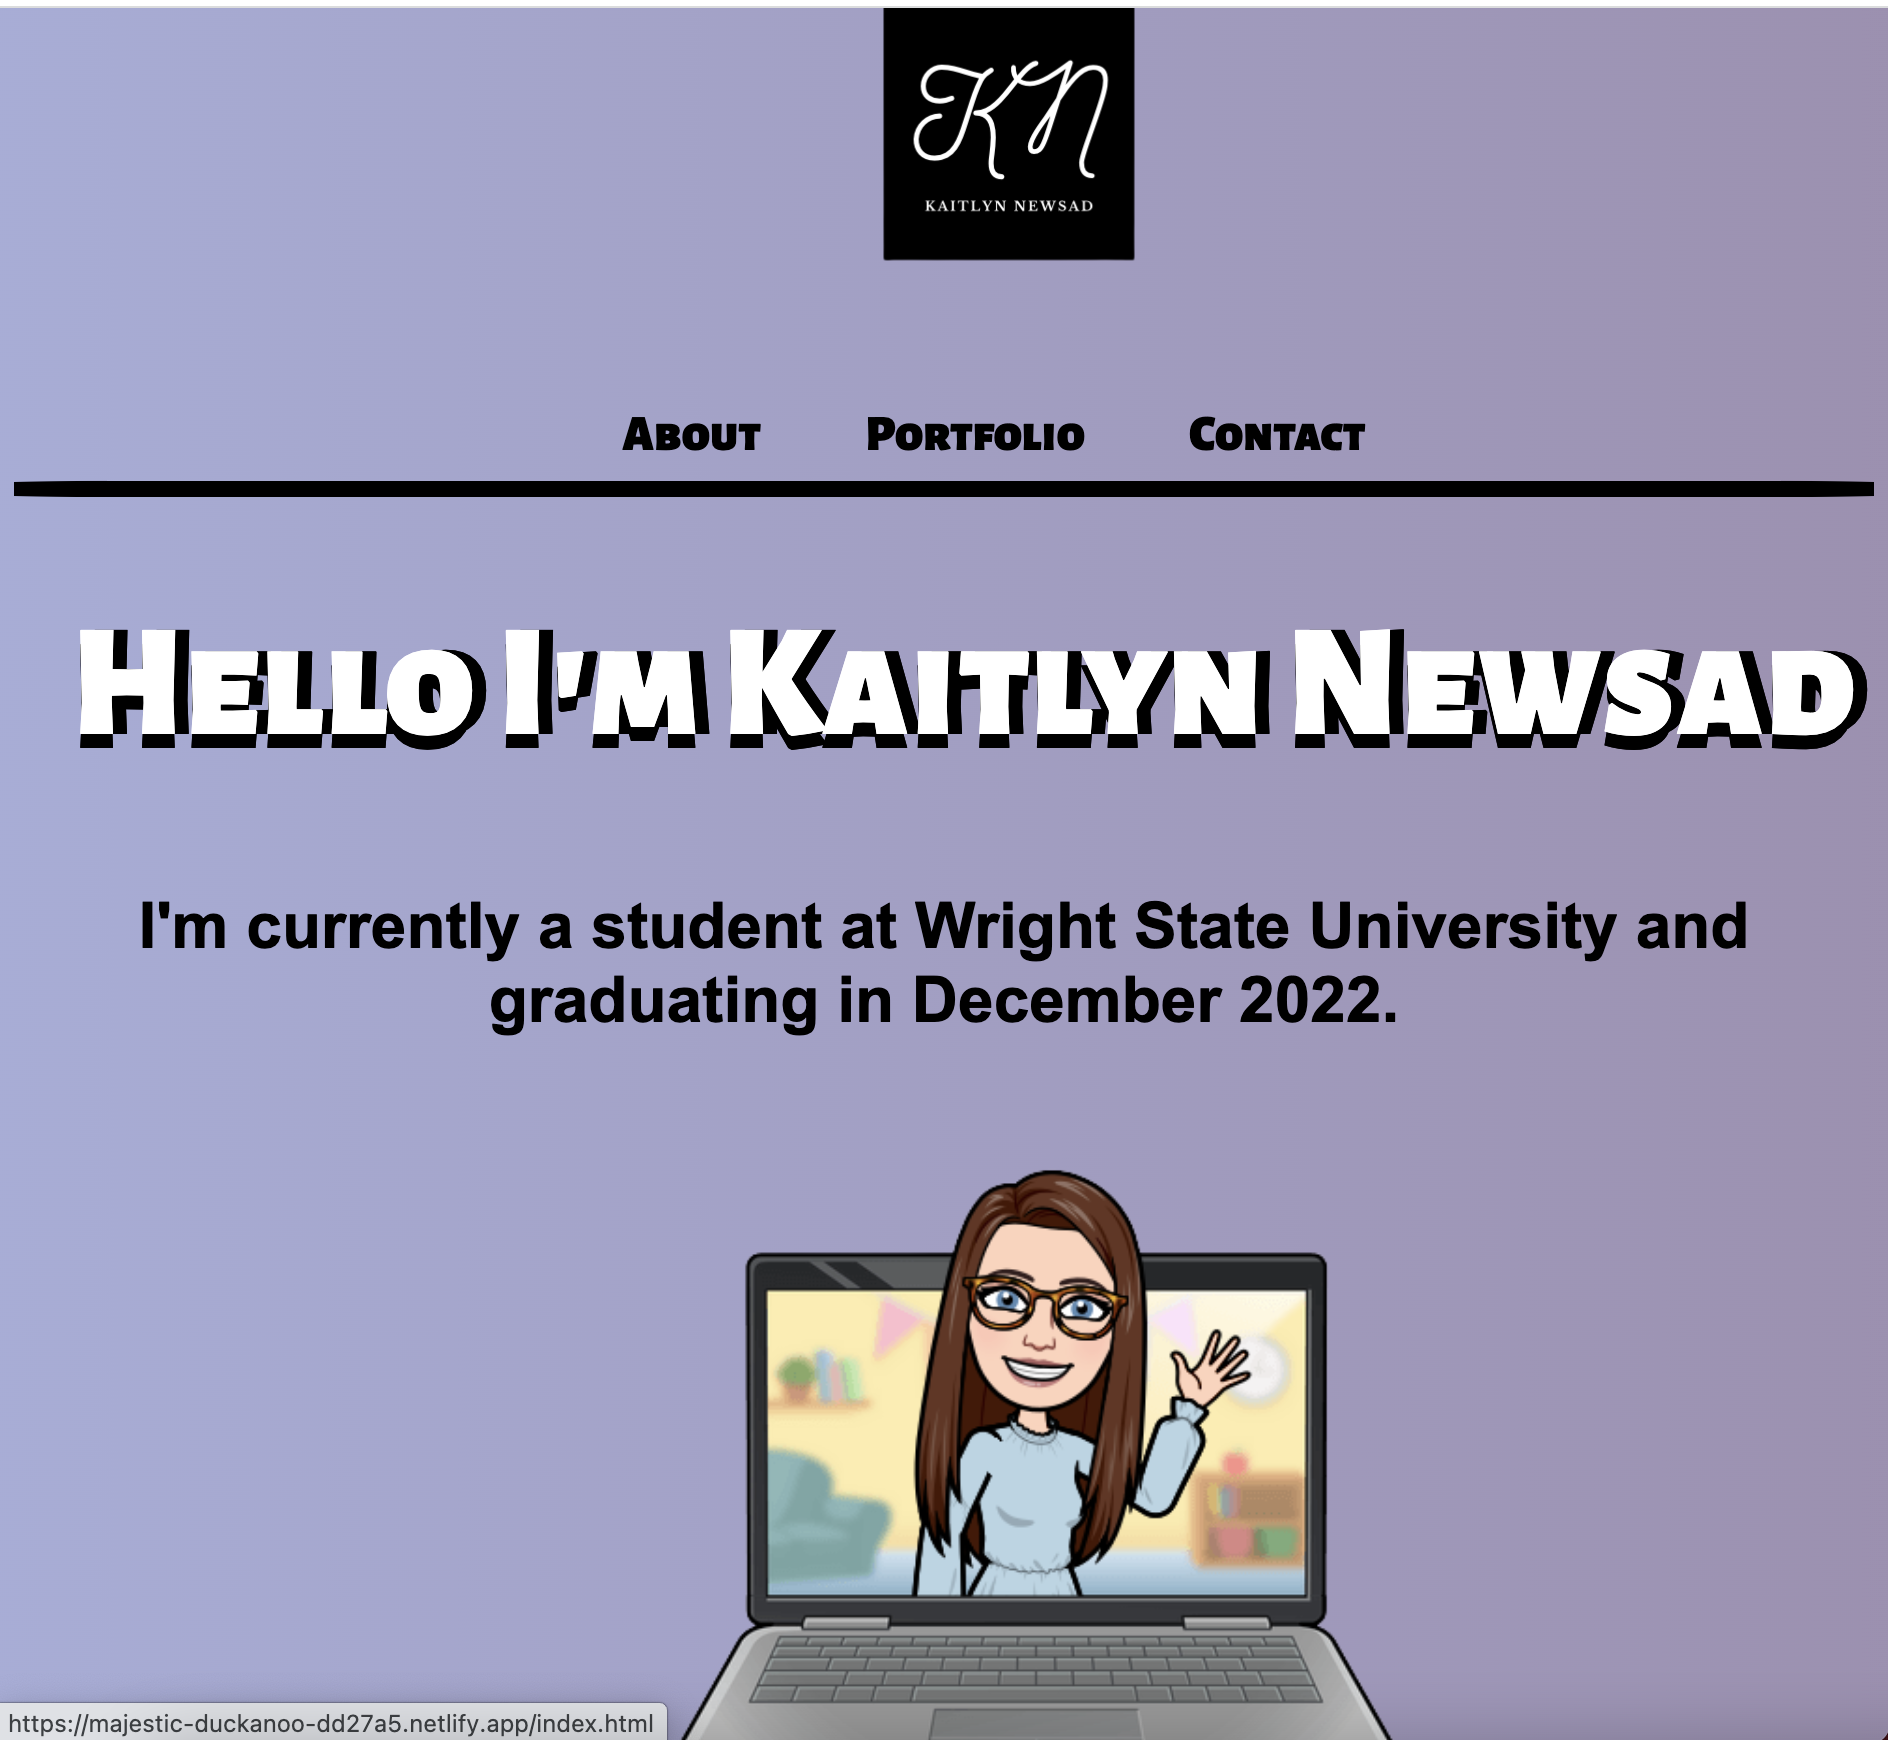 KN
KAITLYN NEWSAD
About Portfolio Contact
Hello I'm Kaitlyn Newsad
I'm currently a student at Wright State University and
graduating in December 2022.
https://majestic-duckanoo-dd27a5.netlify.app/index.html